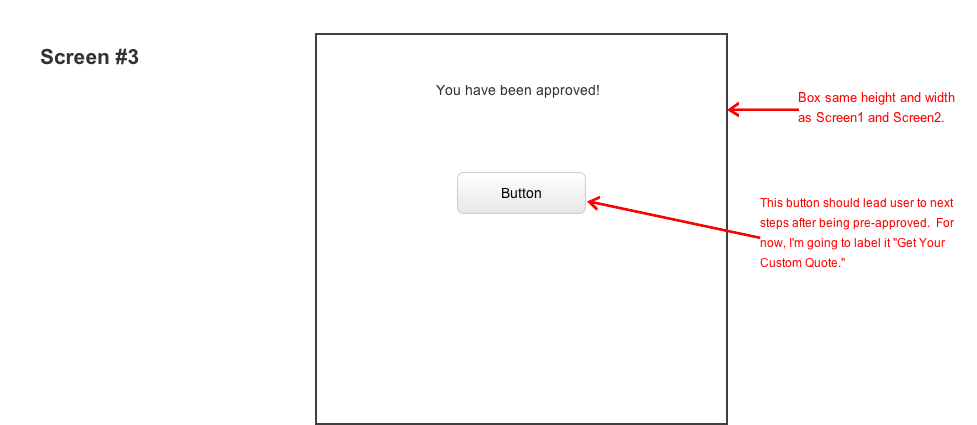 Screen #3
You have been approved!
Box same height and width
as Screen1 and Screen2.
Button
This button should lead user to next
steps after being pre-approved.  For
now, I'm going to label it "Get Your
Custom Quote."